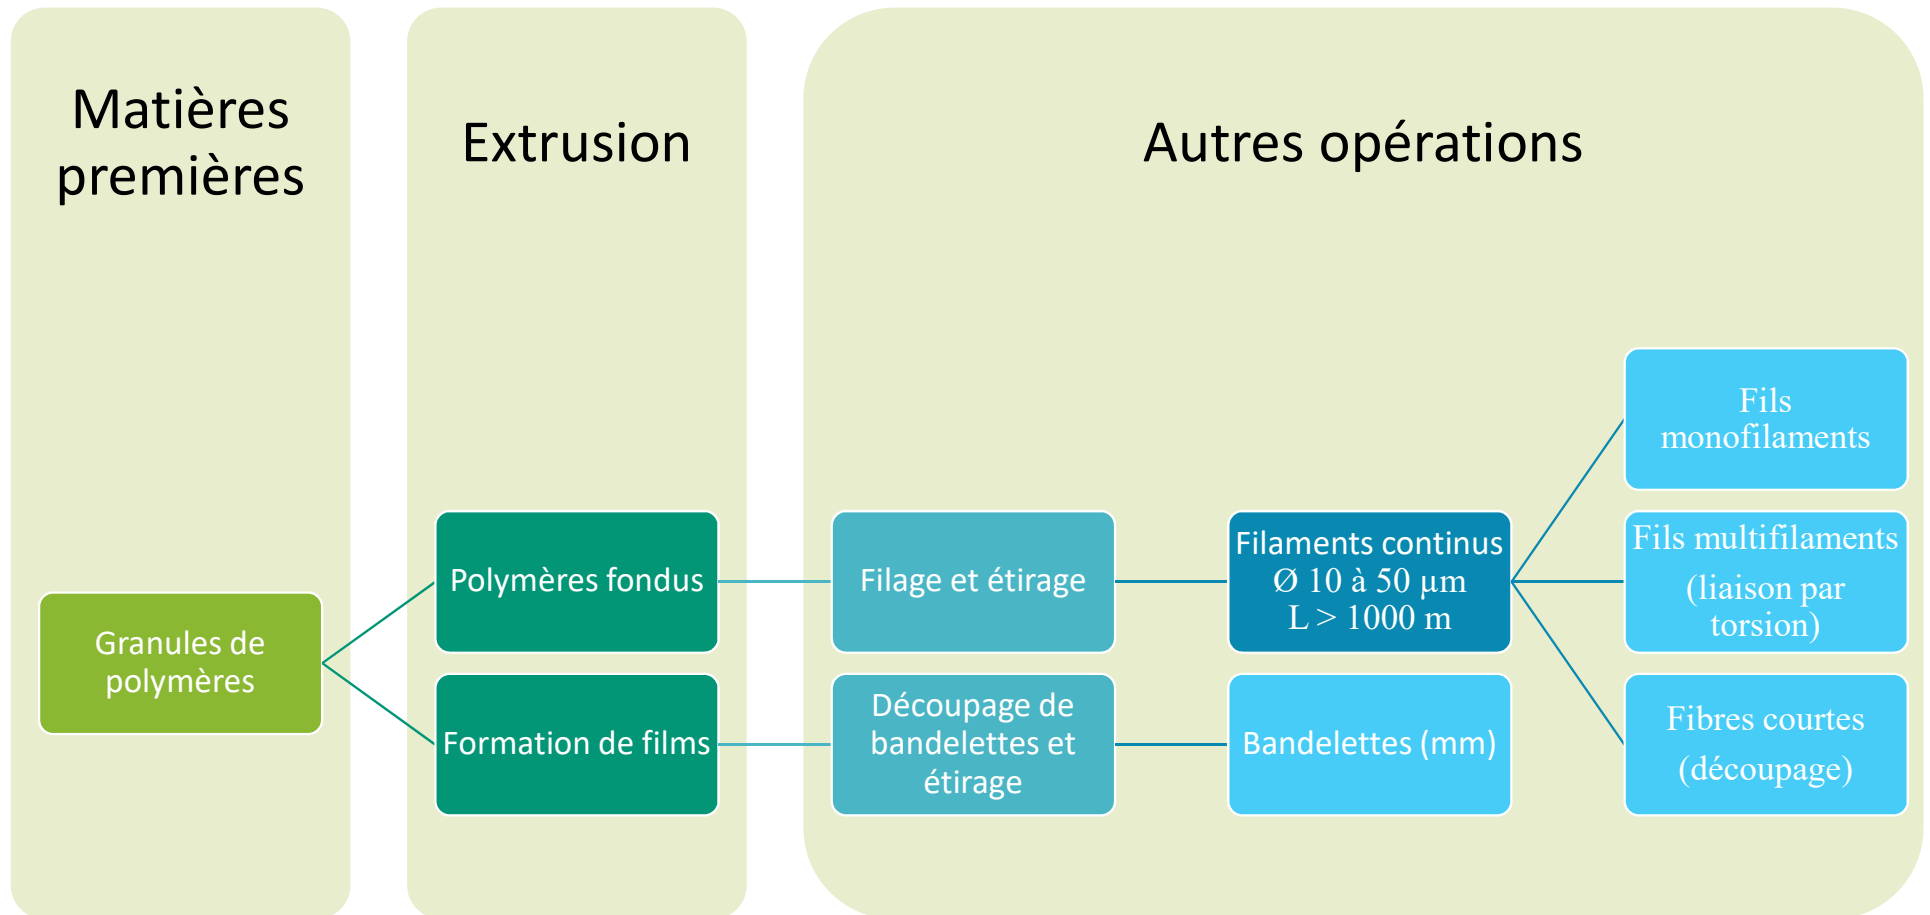 Matières
premières
Extrusion
Autres opérations
Granules de
polymères
Polymères fondus
Formation de films
Filage et étirage
Découpage de
bandelettes et
étirage
Filaments continus
Ø 10 à 50 µm
L > 1000 m
Bandelettes (mm)
Fils
monofilaments
Fils multifilaments
(liaison par
torsion)
Fibres courtes
(découpage)